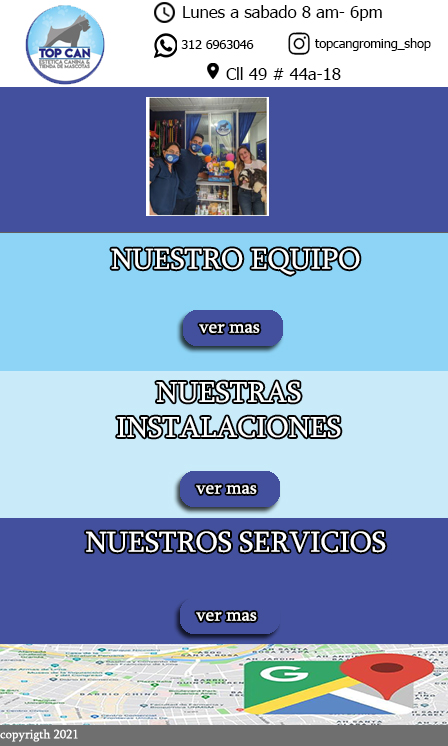 Lunes a sabado 8 am- 6pm
TOP CAN
ESTÉTICA CANINA &
TIENDA DE MASCOTAS
312 6963046
topcangroming_shop
Cll 49 # 44a-18
NUESTRO EQUIPO
ver mas
NUESTRAS
INSTALACIONES
ver mas
NUESTROS SERVICIOS
ver mas
G
copyrigth 2021